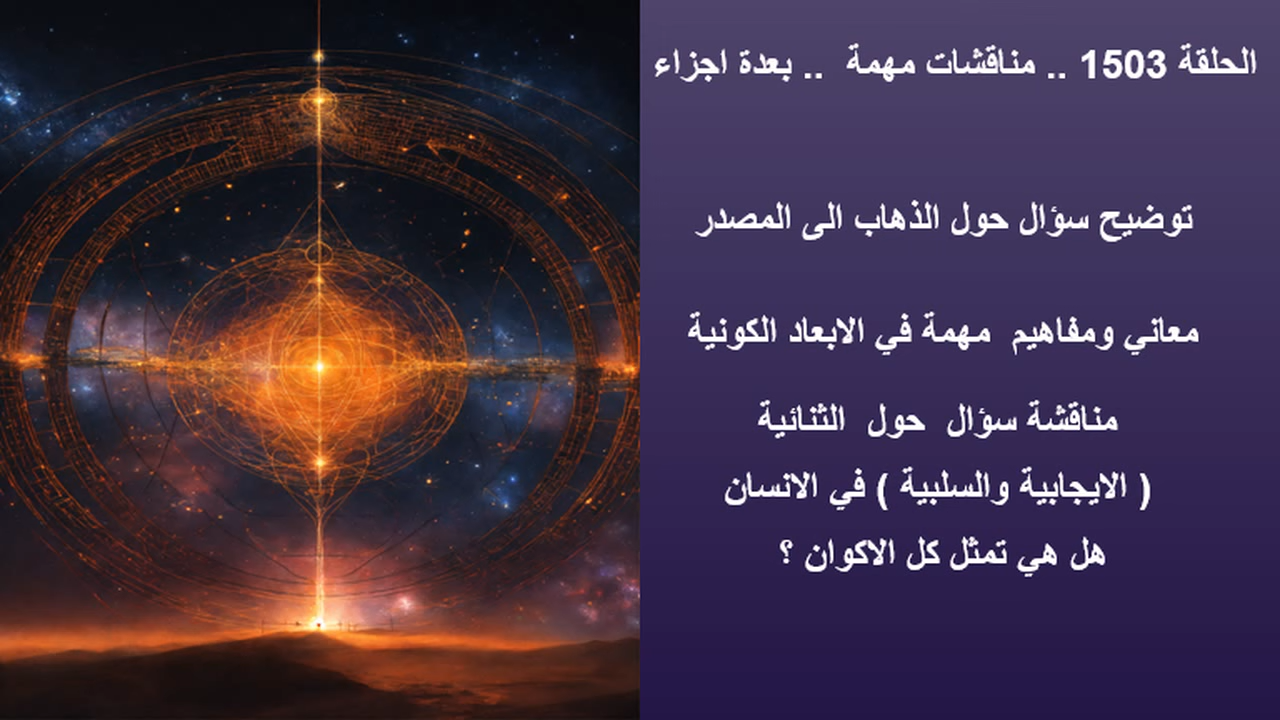 الحلقة 1503 .. مناقشات مهمة .. بعدة اجزاء
توضيح سؤال حول الذهاب الى المصدر
معاني ومفاهيم مهمة في الابعاد الكونية
مناقشة سؤال حول الثنائية
( الايجابية والسلبية ) في الانسان
هل هي تمثل كل الاكوان ؟